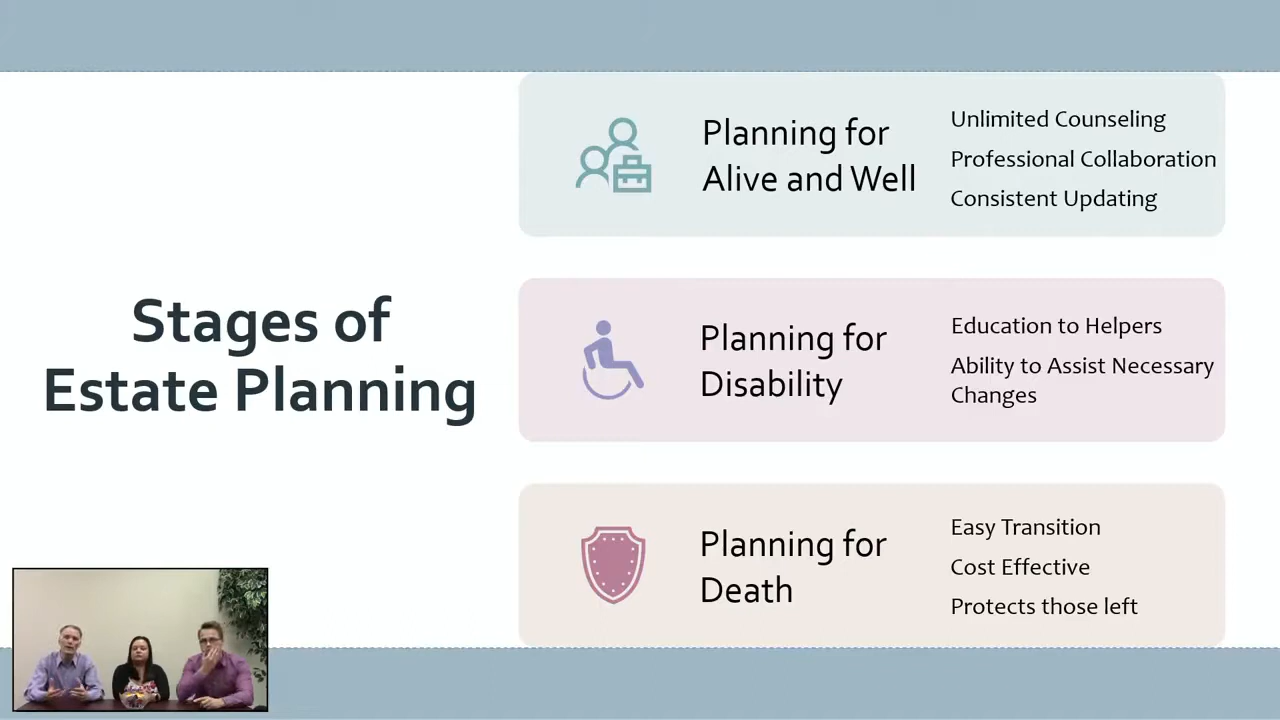 Stages of
Estate Planning
Planning for
Alive and Well
Unlimited Counseling
Professional Collaboration
Consistent Updating
Planning for
Disability
Education to Helpers
Ability to Assist Necessary
Changes
Planning for
Death
Easy Transition
Cost Effective
Protects those left